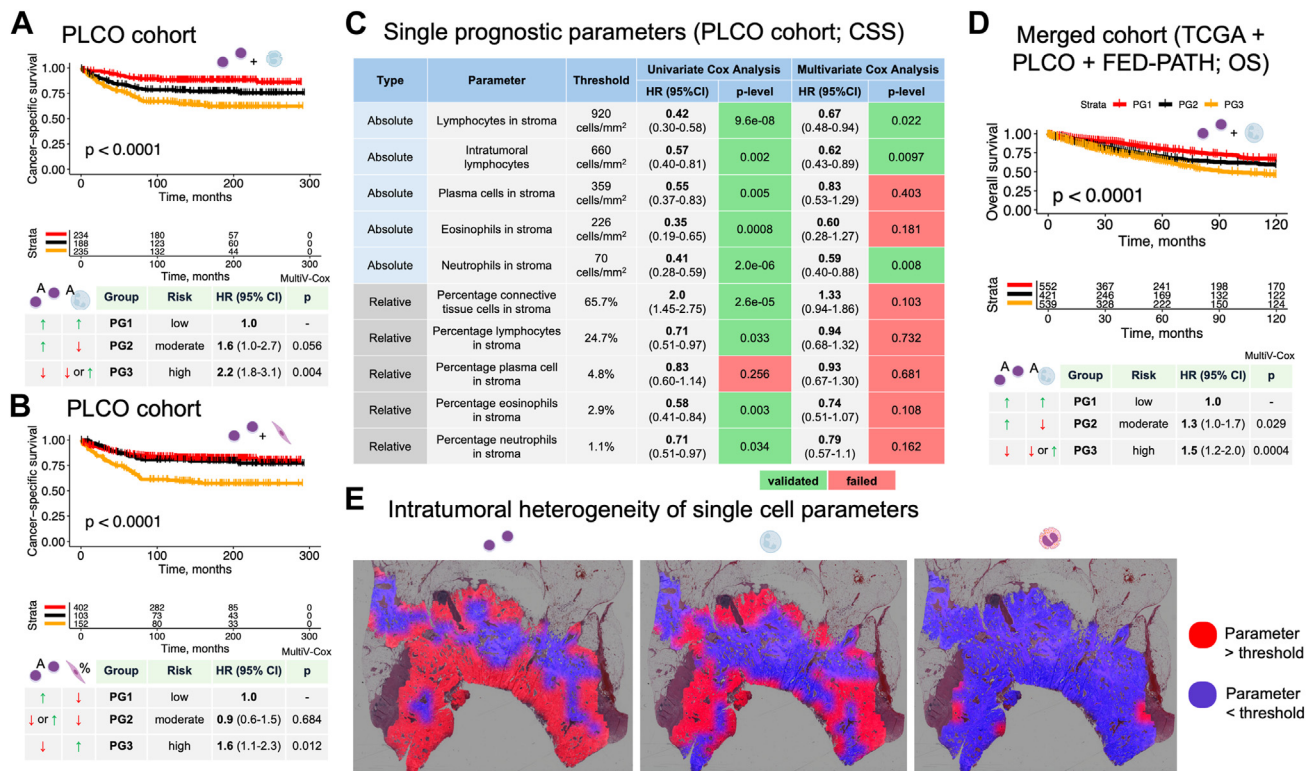 A PLCO cohort
Cancer–specific survival
1.00
0.75
0.50
0.25
0.00
+
p < 0.0001
0 100 200 300
Time, months
Strata
234 180 57 0
188 123 60 0
235 132 44 0
0 100 200 300
Time, months
MultiV-Cox
A A Group Risk HR (95% CI) p
↑ ↑ PG1 low 1.0 -
↑ ↓ PG2 moderate 1.6 (1.0-2.7) 0.056
↓ ↓ or ↑ PG3 high 2.2 (1.8-3.1) 0.004
B PLCO cohort
Cancer–specific survival
1.00
0.75
0.50
0.25
0.00
+
p < 0.0001
0 100 200 300
Time, months
Strata
402 282 85 0
103 73 43 0
152 80 33 0
0 100 200 300
Time, months
MultiV-Cox
A % Group Risk HR (95% CI) p
↑ ↓ PG1 low 1.0 -
↓ or ↑ ↓ PG2 moderate 0.9 (0.6-1.5) 0.684
↓ ↑ PG3 high 1.6 (1.1-2.3) 0.012
C Single prognostic parameters (PLCO cohort; CSS)
Type Parameter Threshold Univariate Cox Analysis Multivariate Cox Analysis
HR (95%CI) p-level HR (95%CI) p-level
Absolute Lymphocytes in stroma 920 cells/mm² 0.42 (0.30-0.58) 9.6e-08 0.67 (0.48-0.94) 0.022
Absolute Intratumoral lymphocytes 660 cells/mm² 0.57 (0.40-0.81) 0.002 0.62 (0.43-0.89) 0.0097
Absolute Plasma cells in stroma 359 cells/mm² 0.55 (0.37-0.83) 0.005 0.83 (0.53-1.29) 0.403
Absolute Eosinophils in stroma 226 cells/mm² 0.35 (0.19-0.65) 0.0008 0.60 (0.28-1.27) 0.181
Absolute Neutrophils in stroma 70 cells/mm² 0.41 (0.28-0.59) 2.0e-06 0.59 (0.40-0.88) 0.008
Relative Percentage connective tissue cells in stroma 65.7% 2.0 (1.45-2.75) 2.6e-05 1.33 (0.94-1.86) 0.103
Relative Percentage lymphocytes in stroma 24.7% 0.71 (0.51-0.97) 0.033 0.94 (0.68-1.32) 0.732
Relative Percentage plasma cell in stroma 4.8% 0.83 (0.60-1.14) 0.256 0.93 (0.67-1.30) 0.681
Relative Percentage eosinophils in stroma 2.9% 0.58 (0.41-0.84) 0.003 0.74 (0.51-1.07) 0.108
Relative Percentage neutrophils in stroma 1.1% 0.71 (0.51-0.97) 0.034 0.79 (0.57-1.1) 0.162
validated failed
D Merged cohort (TCGA +
PLCO + FED-PATH; OS)
Strata PG1 PG2 PG3
Overall survival
1.00
0.75
0.50
0.25
0.00
+
p < 0.0001
0 30 60 90 120
Time, months
Strata
552 367 241 198 170
421 246 169 132 122
539 328 222 150 124
0 30 60 90 120
Time, months
MultiV-Cox
A A Group Risk HR (95% CI) p
↑ ↑ PG1 low 1.0 -
↑ ↓ PG2 moderate 1.3 (1.0-1.7) 0.029
↓ ↓ or ↑ PG3 high 1.5 (1.2-2.0) 0.0004
E Intratumoral heterogeneity of single cell parameters
Parameter
> threshold
Parameter
< threshold